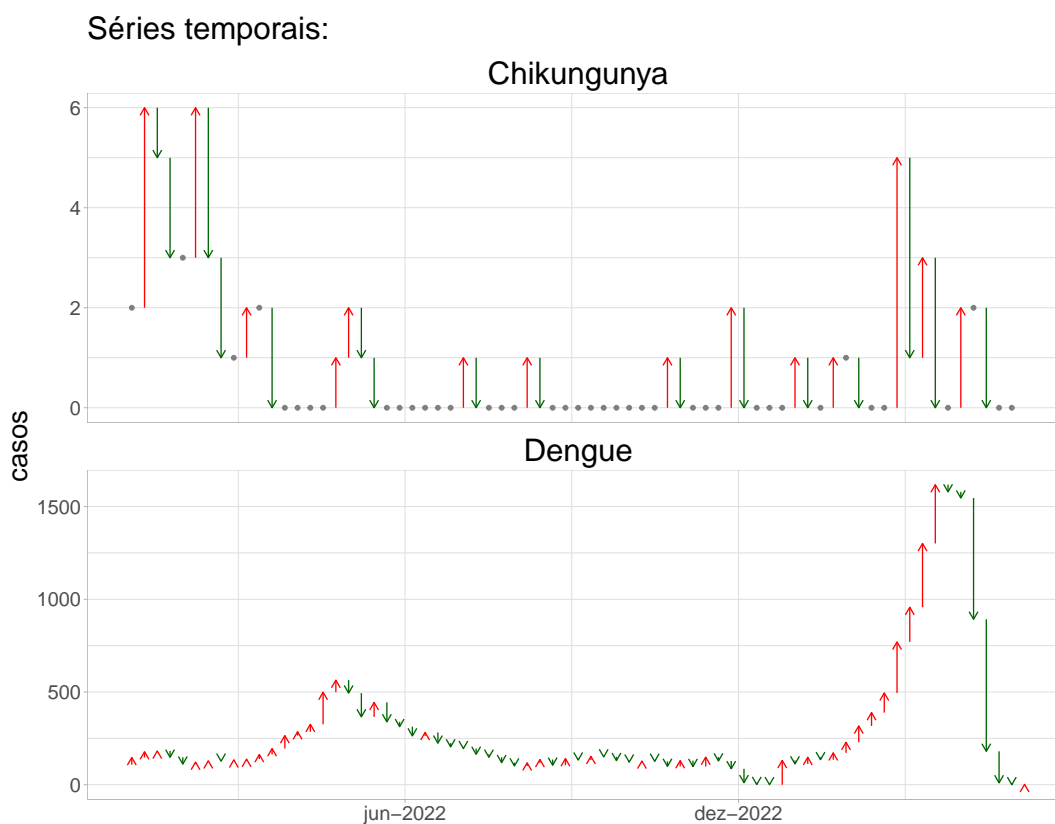 Séries temporais:
Chikungunya
6
4
2
0
casos
Dengue
1500
1000
500
0
jun−2022
dez−2022